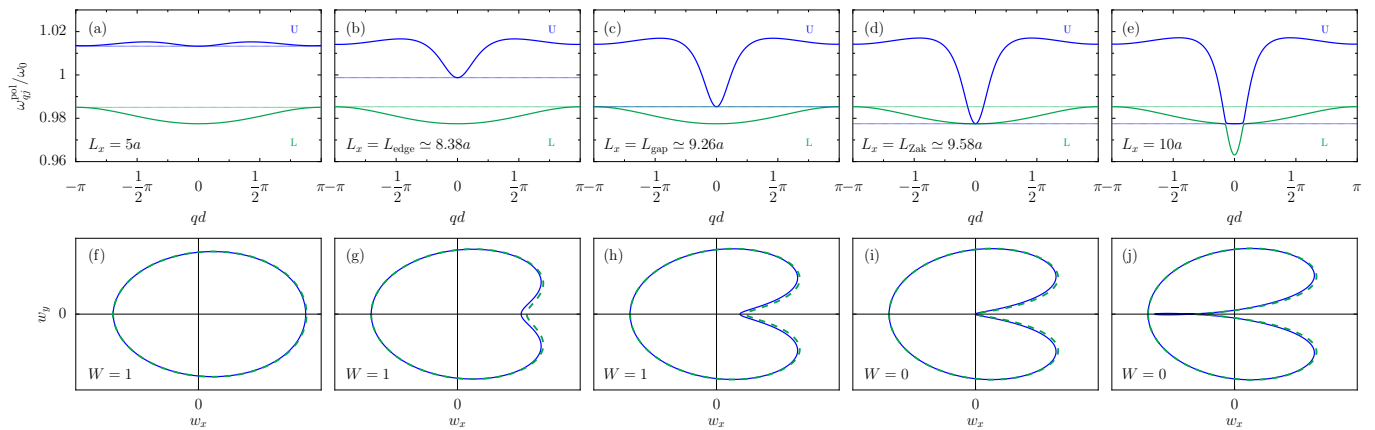 (a) (b) (c) (d) (e)
U U U U U
1.02
1
0.98
0.96
ω^pol_qj/ω_0
L_x = 5a L_x = L_edge ≃ 8.38a L_x = L_gap ≃ 9.26a L_x = L_Zak ≃ 9.58a L_x = 10a
L L L L L
−π −1/2π 0 1/2π π−π −1/2π 0 1/2π π−π −1/2π 0 1/2π π−π −1/2π 0 1/2π π−π −1/2π 0 1/2π π
qd qd qd qd qd
(f) (g) (h) (i) (j)
w_y 0
W = 1 W = 1 W = 1 W = 0 W = 0
0 0 0 0 0
w_x w_x w_x w_x w_x